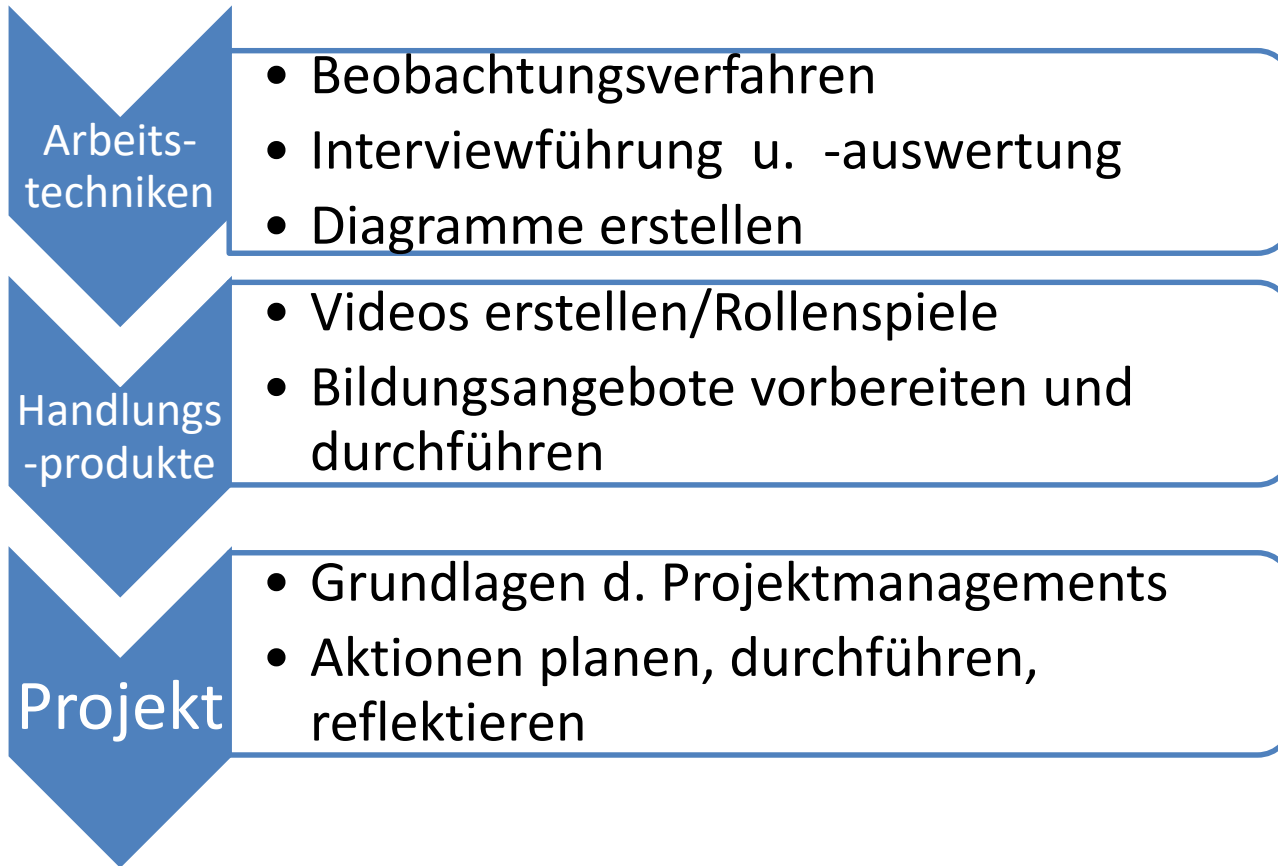 Arbeits-
techniken
• Beobachtungsverfahren
• Interviewführung u. -auswertung
• Diagramme erstellen
Handlungs
-produkte
• Videos erstellen/Rollenspiele
• Bildungsangebote vorbereiten und
durchführen
Projekt
• Grundlagen d. Projektmanagements
• Aktionen planen, durchführen,
reflektieren